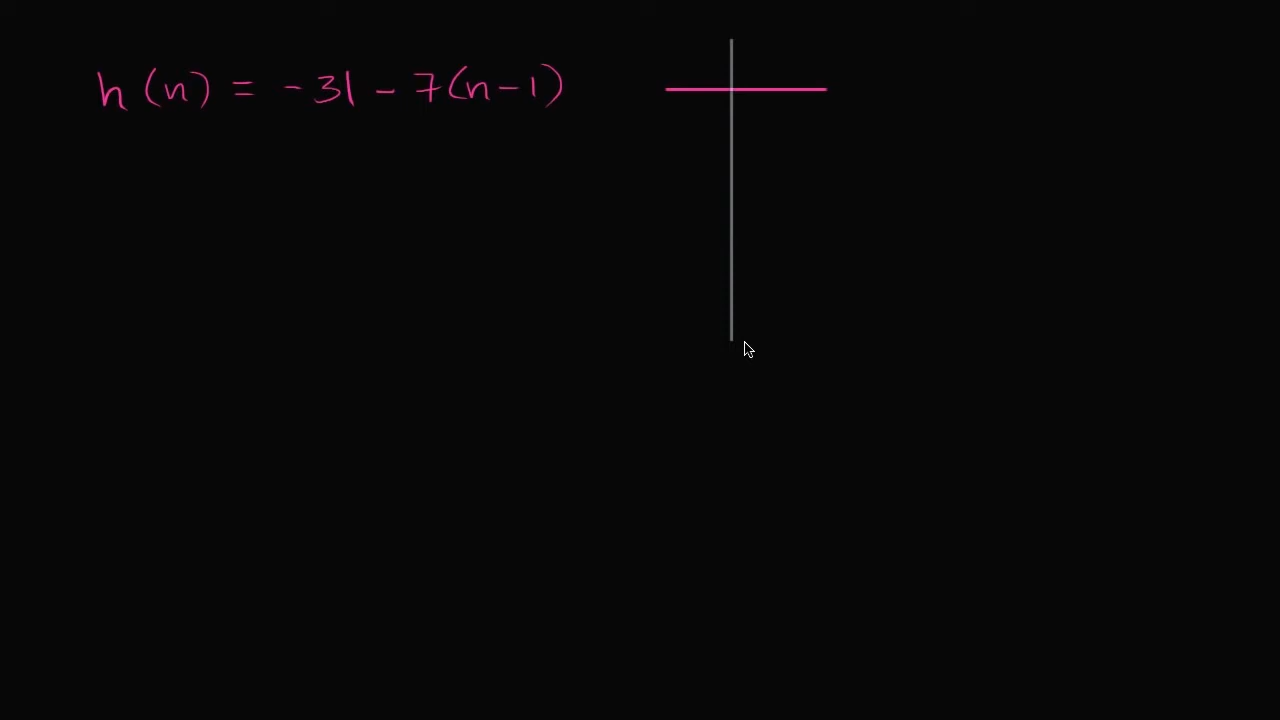 h(n) = -31 - 7(n-1)